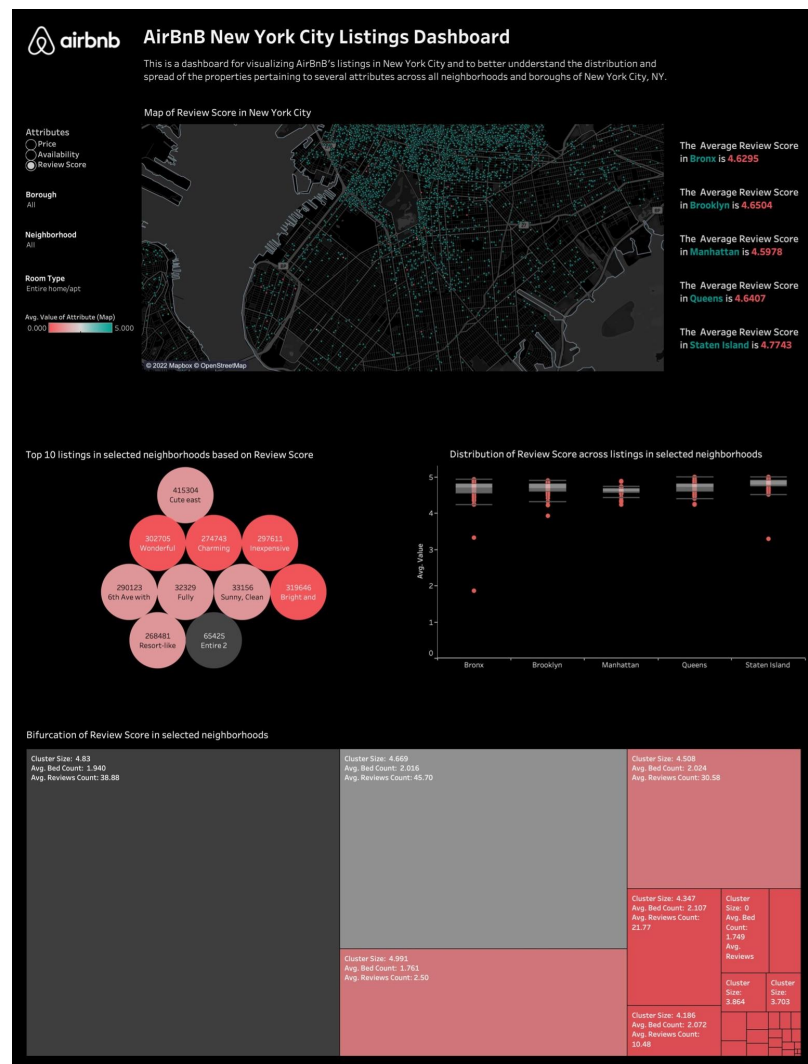 airbnb
AirBnB New York City Listings Dashboard
This is a dashboard for visualizing AirBnB's listings in New York City and to better undderstand the distribution and
spread of the properties pertaining to several attributes across all neighborhoods and boroughs of New York City, NY.
Map of Review Score in New York City
Attributes
Price
Availability
Review Score
Borough
All
Neighborhood
All
Room Type
Entire home/apt
Avg. Value of Attribute (Map)
0.000
5.000
© 2022 Mapbox © OpenStreetMap
The Average Review Score
in Bronx is 4.6295
The Average Review Score
in Brooklyn is 4.6504
The Average Review Score
in Manhattan is 4.5978
The Average Review Score
in Queens is 4.6407
The Average Review Score
in Staten Island is 4.7743
Top 10 listings in selected neighborhoods based on Review Score
415304
Cute east
302705
Wonderful
274743
Charming
297611
Inexpensive
290123
6th Ave with
32329
Fully
33156
Sunny, Clean
319646
Bright and
268481
Resort-like
65425
Entire 2
Distribution of Review Score across listings in selected neighborhoods
Avg. Value
5
4
3
2
1
0
Bronx
Brooklyn
Manhattan
Queens
Staten Island
Bifurcation of Review Score in selected neighborhoods
Cluster Size: 4.83
Avg. Bed Count: 1.940
Avg. Reviews Count: 38.88
Cluster Size: 4.669
Avg. Bed Count: 2.016
Avg. Reviews Count: 45.70
Cluster Size: 4.991
Avg. Bed Count: 1.761
Avg. Reviews Count: 2.50
Cluster Size: 4.508
Avg. Bed Count: 2.024
Avg. Reviews Count: 30.58
Cluster Size: 4.347
Avg. Bed Count: 2.107
Avg. Reviews Count:
21.77
Cluster
Size: 0
Avg. Bed
Count:
1.749
Avg.
Reviews
Cluster
Size:
3.864
Cluster
Size:
3.703
Cluster Size: 4.186
Avg. Bed Count: 2.072
Avg. Reviews Count:
10.48